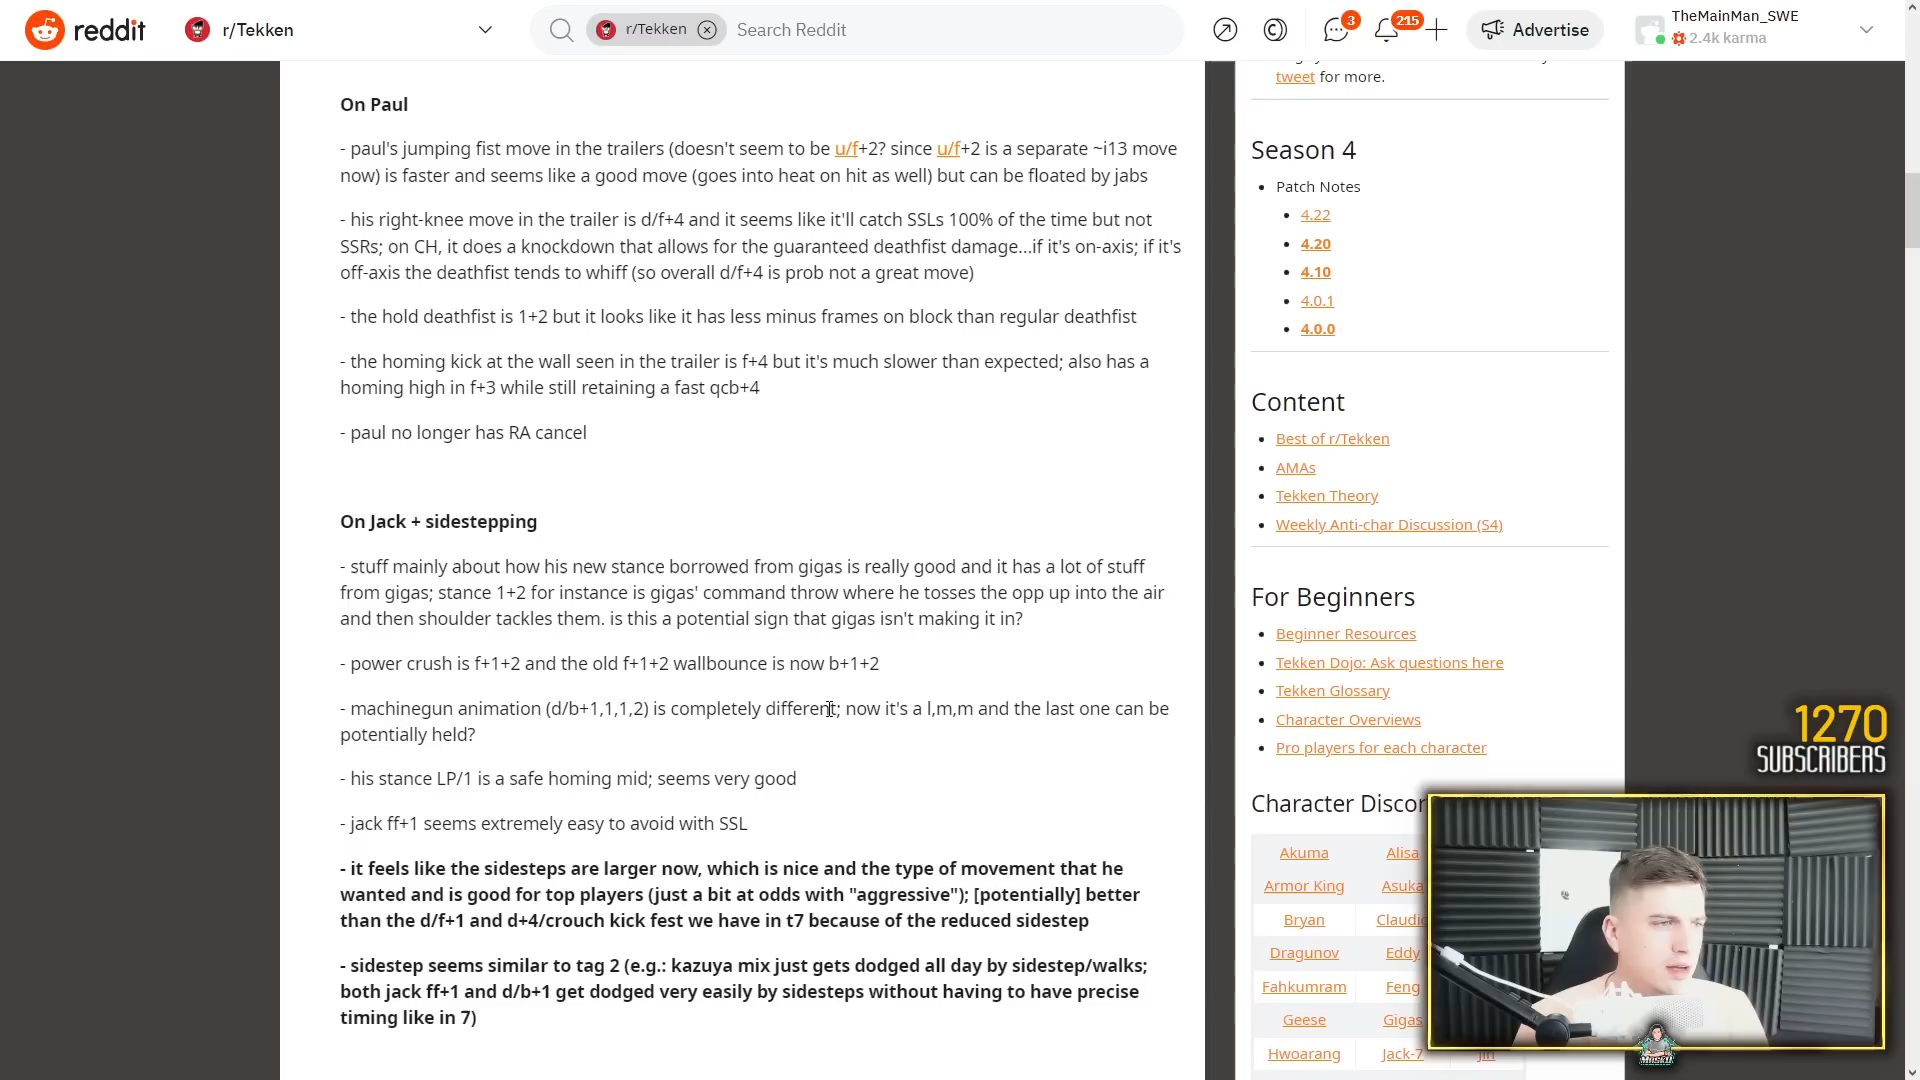 reddit
r/Tekken
r/Tekken
Search Reddit
3
215
Advertise
TheMainMan_SWE
2.4k karma
On Paul
- paul's jumping fist move in the trailers (doesn't seem to be u/f+2? since u/f+2 is a separate ~i13 move
now) is faster and seems like a good move (goes into heat on hit as well) but can be floated by jabs
- his right-knee move in the trailer is d/f+4 and it seems like it'll catch SSLs 100% of the time but not
SSRs; on CH, it does a knockdown that allows for the guaranteed deathfist damage...if it's on-axis; if it's
off-axis the deathfist tends to whiff (so overall d/f+4 is prob not a great move)
- the hold deathfist is 1+2 but it looks like it has less minus frames on block than regular deathfist
- the homing kick at the wall seen in the trailer is f+4 but it's much slower than expected; also has a
homing high in f+3 while still retaining a fast qcb+4
- paul no longer has RA cancel
On Jack + sidestepping
- stuff mainly about how his new stance borrowed from gigas is really good and it has a lot of stuff
from gigas; stance 1+2 for instance is gigas' command throw where he tosses the opp up into the air
and then shoulder tackles them. is this a potential sign that gigas isn't making it in?
- power crush is f+1+2 and the old f+1+2 wallbounce is now b+1+2
- machinegun animation (d/b+1,1,1,2) is completely different; now it's a l,m,m and the last one can be
potentially held?
- his stance LP/1 is a safe homing mid; seems very good
- jack ff+1 seems extremely easy to avoid with SSL
- it feels like the sidesteps are larger now, which is nice and the type of movement that he
wanted and is good for top players (just a bit at odds with "aggressive"); [potentially] better
than the d/f+1 and d+4/crouch kick fest we have in t7 because of the reduced sidestep
- sidestep seems similar to tag 2 (e.g.: kazuya mix just gets dodged all day by sidestep/walks;
both jack ff+1 and d/b+1 get dodged very easily by sidesteps without having to have precise
timing like in 7)
tweet for more.
Season 4
Patch Notes
4.22
4.20
4.10
4.0.1
4.0.0
Content
Best of r/Tekken
AMAs
Tekken Theory
Weekly Anti-char Discussion (S4)
For Beginners
Beginner Resources
Tekken Dojo: Ask questions here
Tekken Glossary
Character Overviews
Pro players for each character
Character Discor
Akuma Alisa
Armor King Asuka
Bryan Claudio
Dragunov Eddy
Fahkumram Feng
Geese Gigas
Hwoarang Jack-7 Jin
1270
SUBSCRIBERS